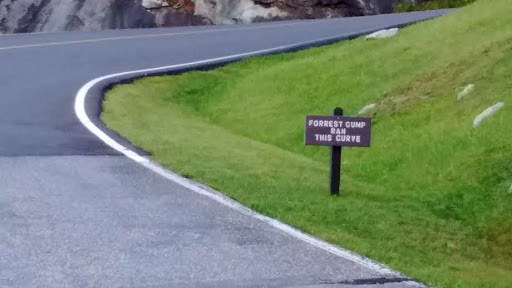 FORREST GUMP
RAN
THIS CURVE